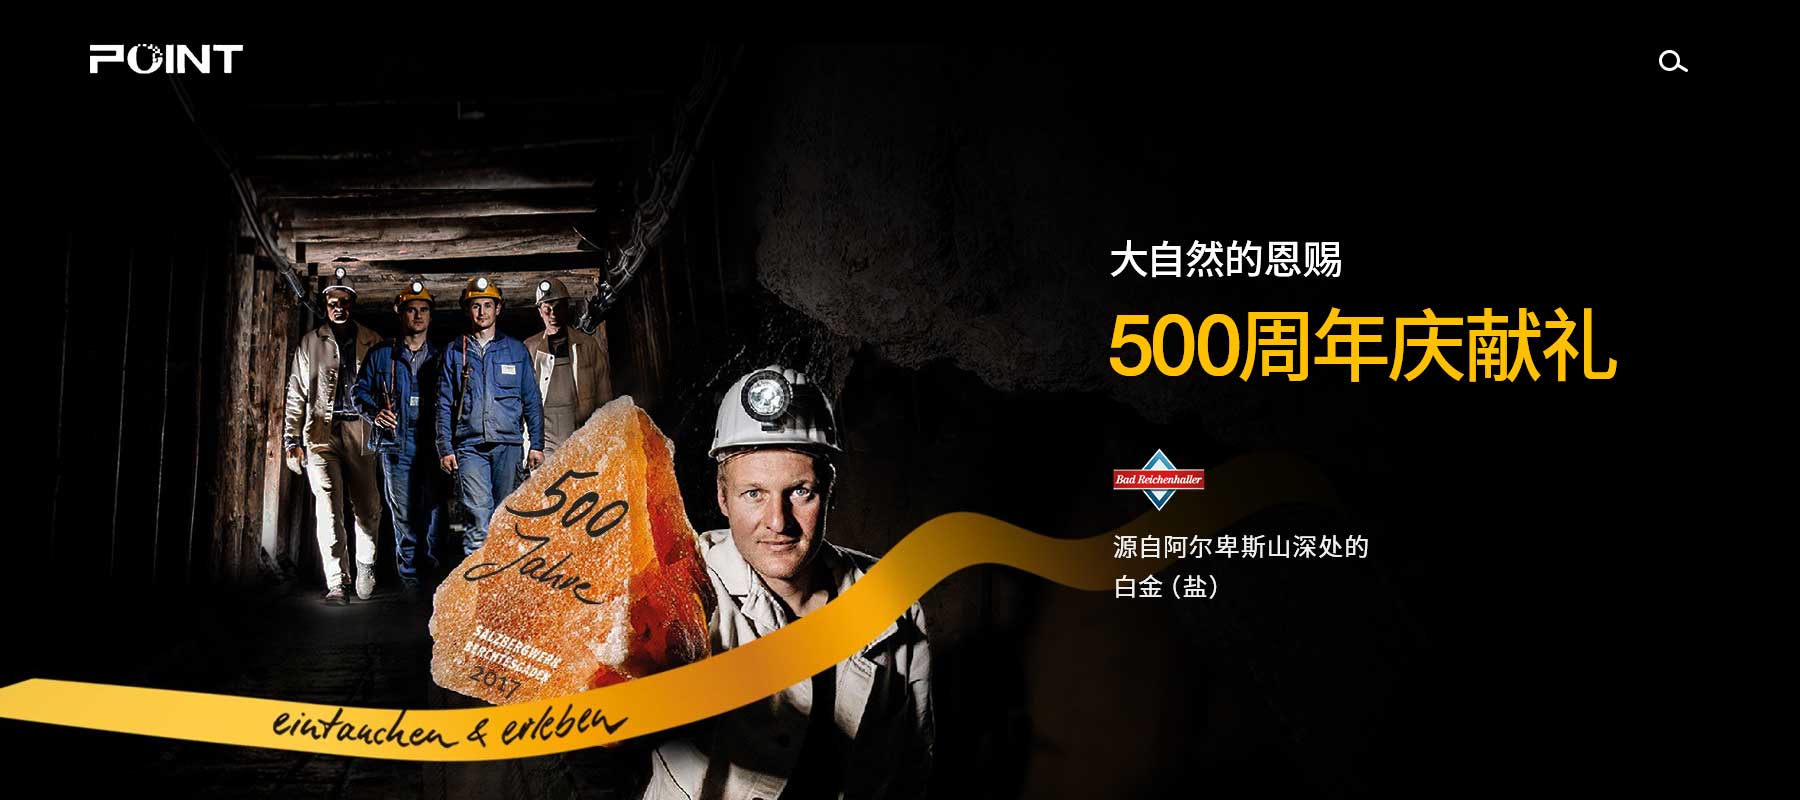 POINT
大自然的恩赐
500周年庆献礼
Bad Reichenhaller
源自阿尔卑斯山深处的
白金（盐）
500
Jahre
SALZBERGWERK
BERCHTESGADEN
2017
eintauchen & erleben